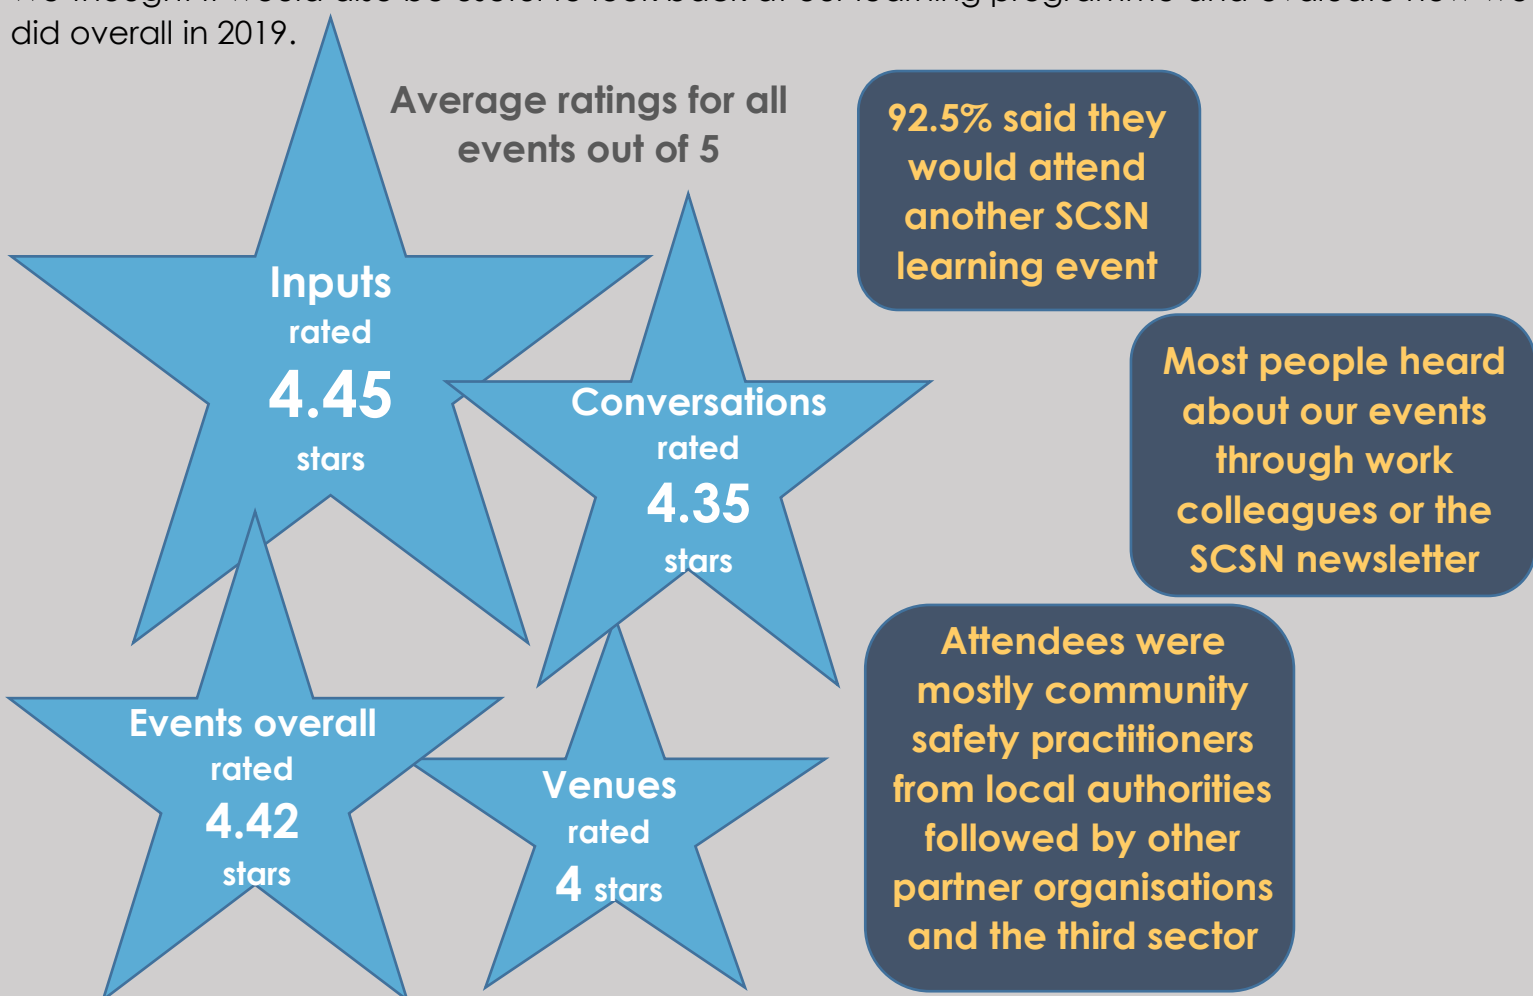 did overall in 2019.
Average ratings for all
events out of 5
92.5% said they
would attend
another SCSN
learning event
Inputs
rated
4.45
stars
Conversations
rated
4.35
stars
Most people heard
about our events
through work
colleagues or the
SCSN newsletter
Events overall
rated
4.42
stars
Venues
rated
4 stars
Attendees were
mostly community
safety practitioners
from local authorities
followed by other
partner organisations
and the third sector